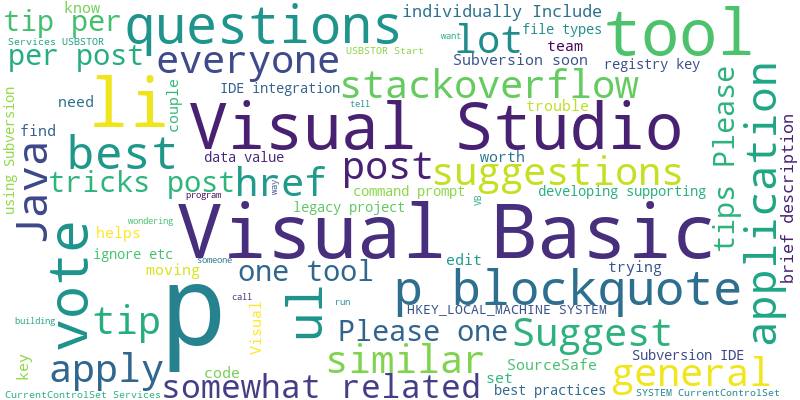 know
tip per
Services USBSTOR
per post
questions
everyone
individually Include
lot
file types
team
USBSTOR Start
want
Subversion soon
registry key
tool
li
need
couple
IDE integration
stackoverflow
tell
trouble
using Subversion
find
best
Visual Studio
data value
post
worth
suggestions
Java
tricks post
href
program
way
command prompt
VB
developing supporting
tips Please
application
brief description
legacy project
Visual Basic
vote
helps
wondering
ignore etc
moving
someone
one tool
edit
trying
p
ul
p blockquote
call
run
HKEY_LOCAL_MACHINE SYSTEM
building
tip
Visual
Please one
Suggest
similar
Subversion IDE
key
apply
code
SourceSafe
set
general
CurrentControlSet Services
somewhat related
best practices
SYSTEM CurrentControlSet